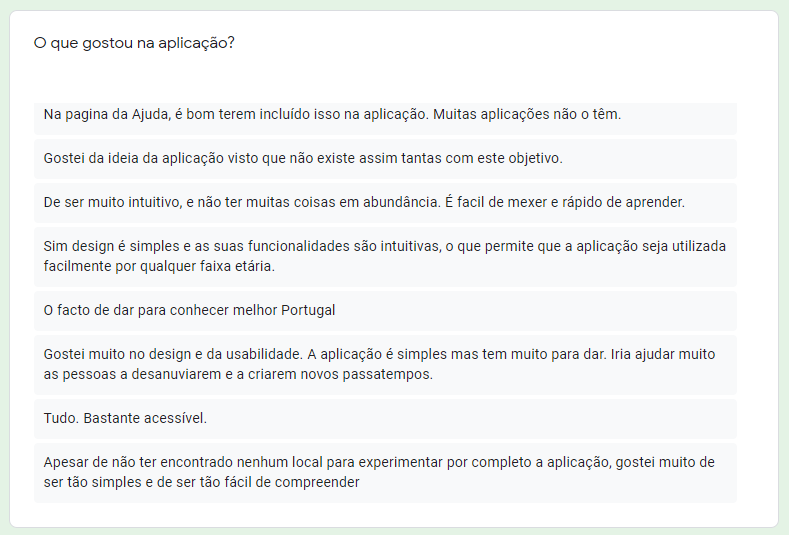 O que gostou na aplicação?
Na pagina da Ajuda, é bom terem incluído isso na aplicação. Muitas aplicações não o têm.
Gostei da ideia da aplicação visto que não existe assim tantas com este objetivo.
De ser muito intuitivo, e não ter muitas coisas em abundância. É facil de mexer e rápido de aprender.
Sim design é simples e as suas funcionalidades são intuitivas, o que permite que a aplicação seja utilizada
facilmente por qualquer faixa etária.
O facto de dar para conhecer melhor Portugal
Gostei muito no design e da usabilidade. A aplicação é simples mas tem muito para dar. Iria ajudar muito
as pessoas a desanuviarem e a criarem novos passatempos.
Tudo. Bastante acessível.
Apesar de não ter encontrado nenhum local para experimentar por completo a aplicação, gostei muito de
ser tão simples e de ser tão fácil de compreender